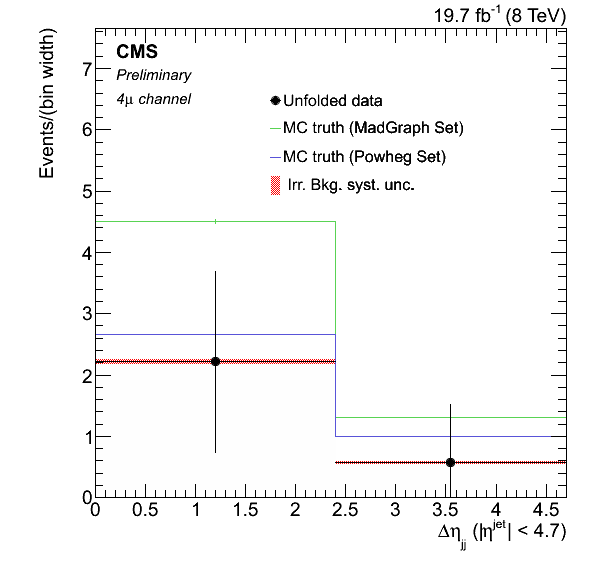 19.7 fb⁻¹ (8 TeV)
CMS
Preliminary
4μ channel
Unfolded data
MC truth (MadGraph Set)
MC truth (Powheg Set)
Irr. Bkg. syst. unc.
Events/(bin width)
7
6
5
4
3
2
1
0
0 0.5 1 1.5 2 2.5 3 3.5 4 4.5
Δη_jj (|η^jet| < 4.7)